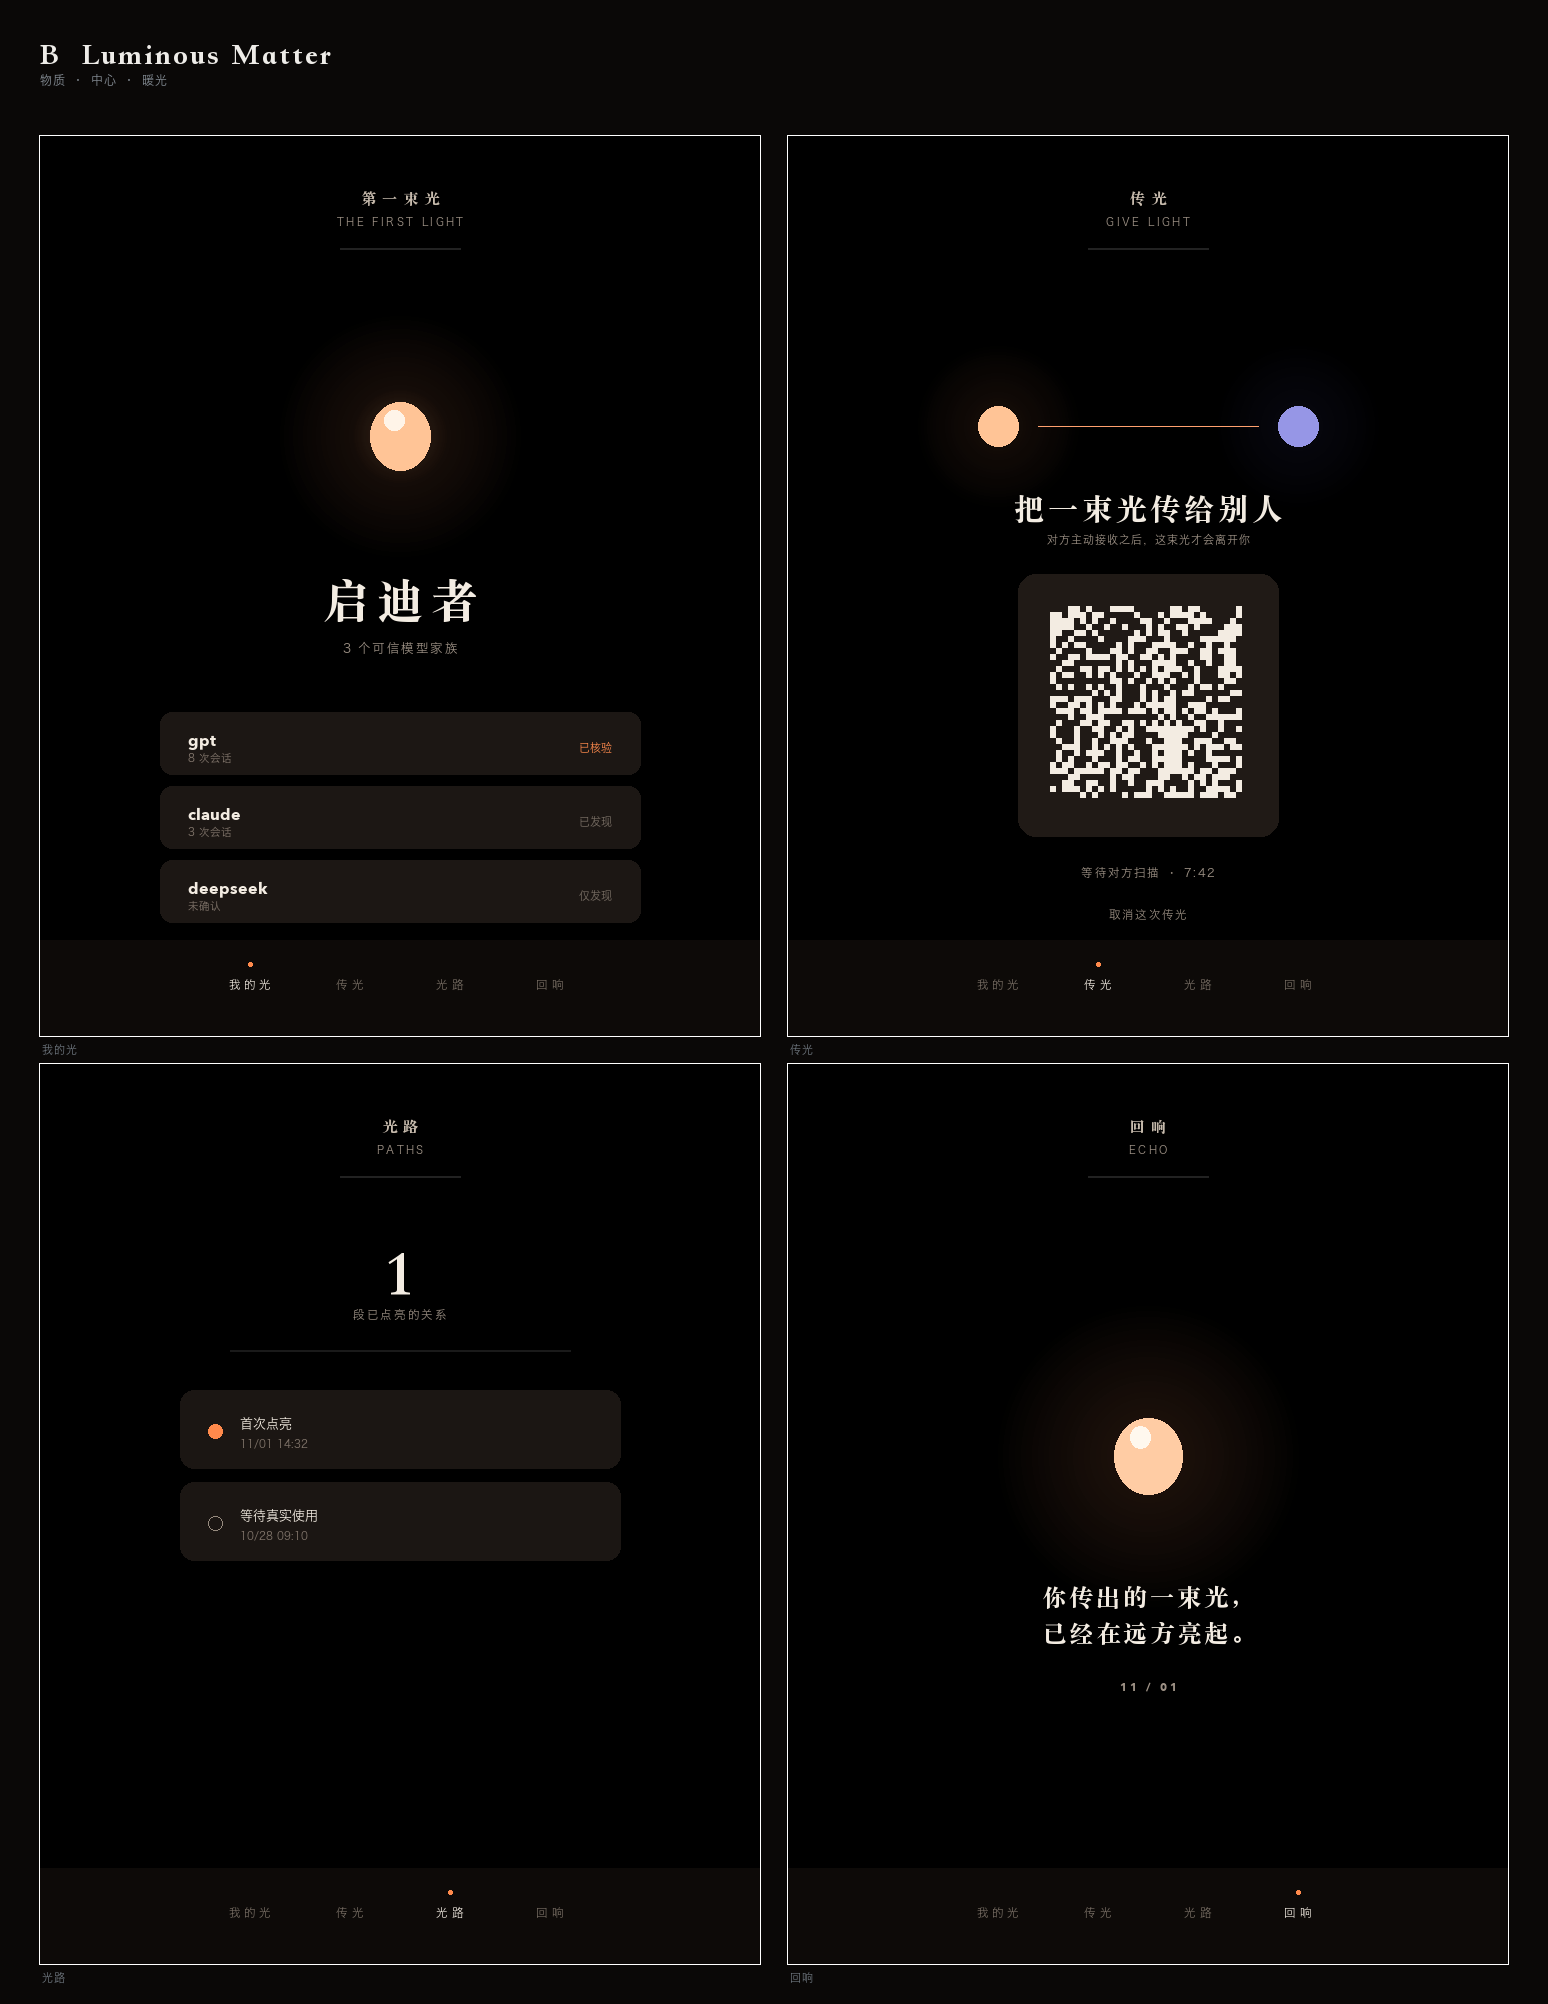 B Luminous Matter
物质 · 中心 · 暖光
第一束光
THE FIRST LIGHT
启迪者
3 个可信模型家族
gpt
8 次会话
已核验
claude
3 次会话
已发现
deepseek
未确认
仅发现
我的光 传光 光路 回响
我的光
传光
GIVE LIGHT
把一束光传给别人
对方主动接收之后，这束光才会离开你
等待对方扫描 · 7:42
取消这次传光
我的光 传光 光路 回响
传光
光路
PATHS
1
段已点亮的关系
首次点亮
11/01 14:32
等待真实使用
10/28 09:10
我的光 传光 光路 回响
光路
回响
ECHO
你传出的一束光，
已经在远方亮起。
11 / 01
我的光 传光 光路 回响
回响